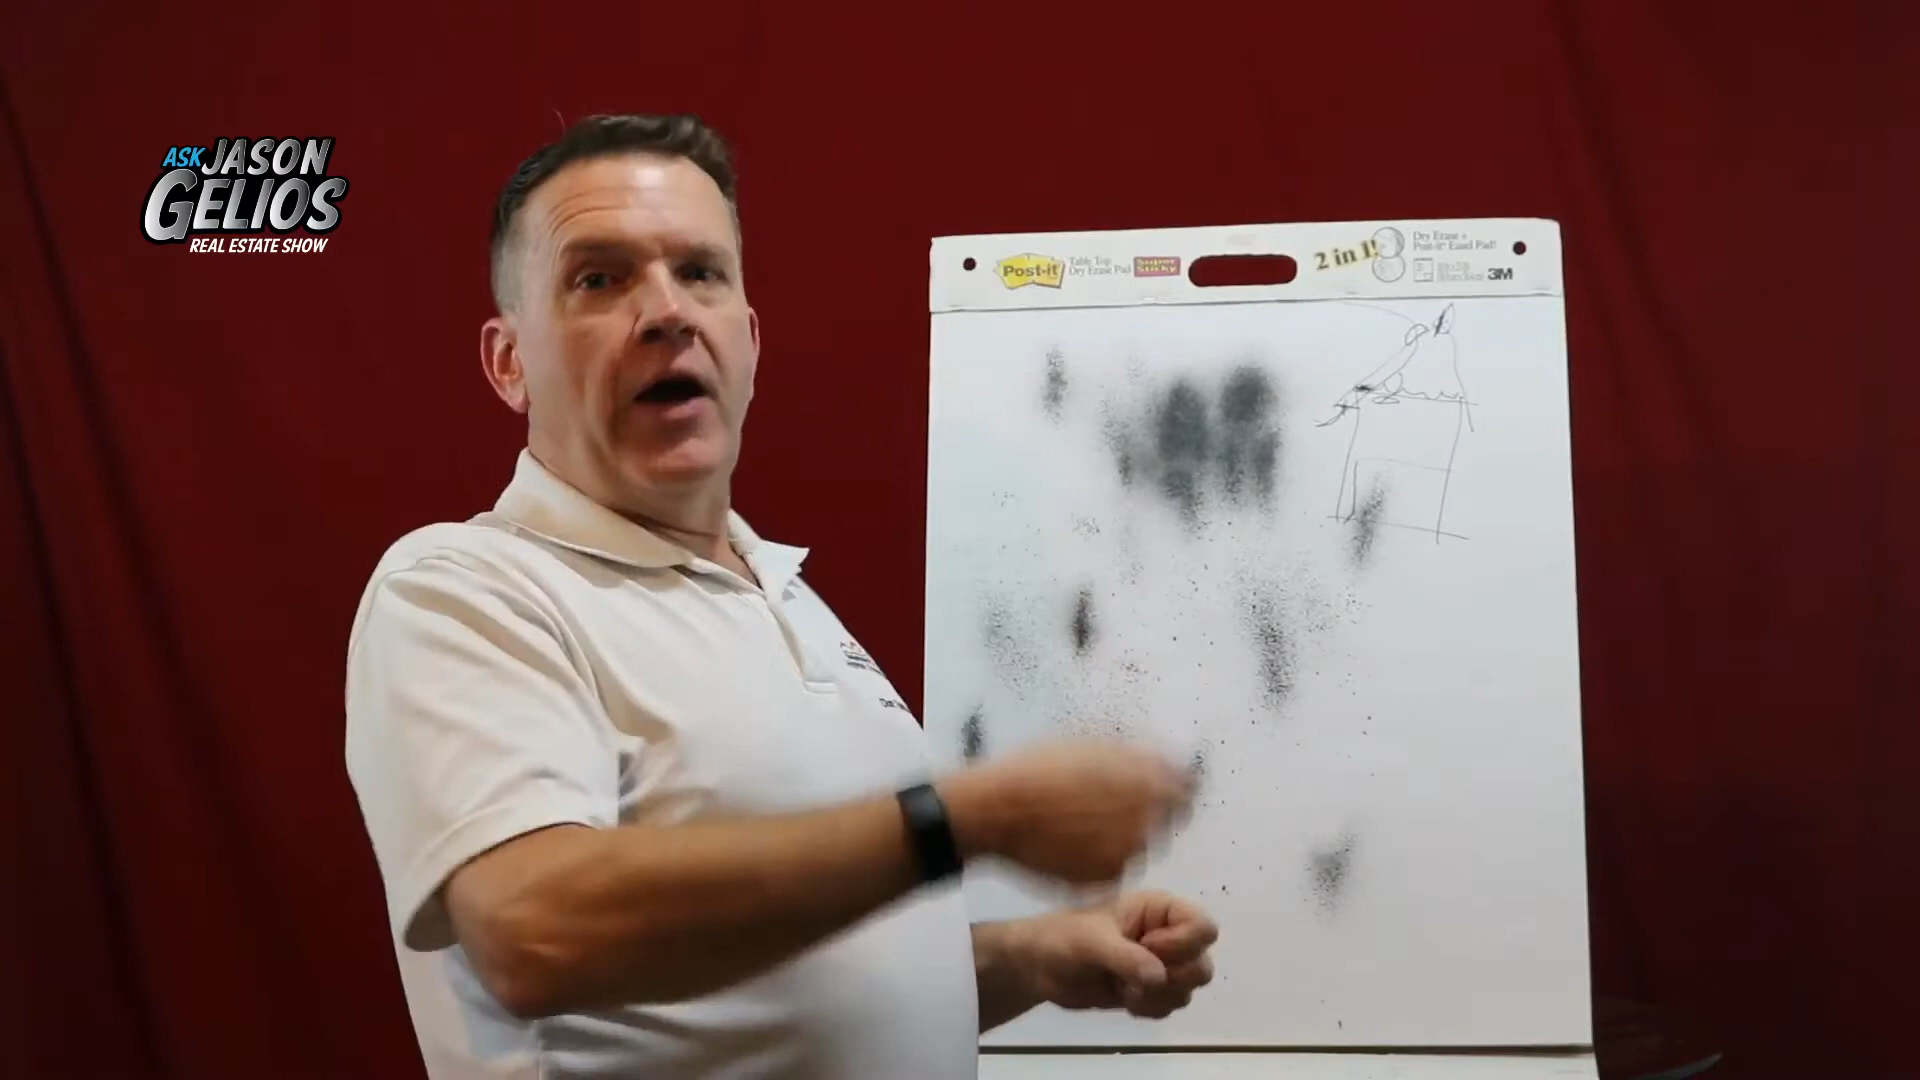 ASK JASON
GELIOS
REAL ESTATE SHOW
Post-it
Table Top
Dry Erase Pad
Super
Sticky
2 in 1!
Dry Erase +
Post-it Easel Pad!
3M